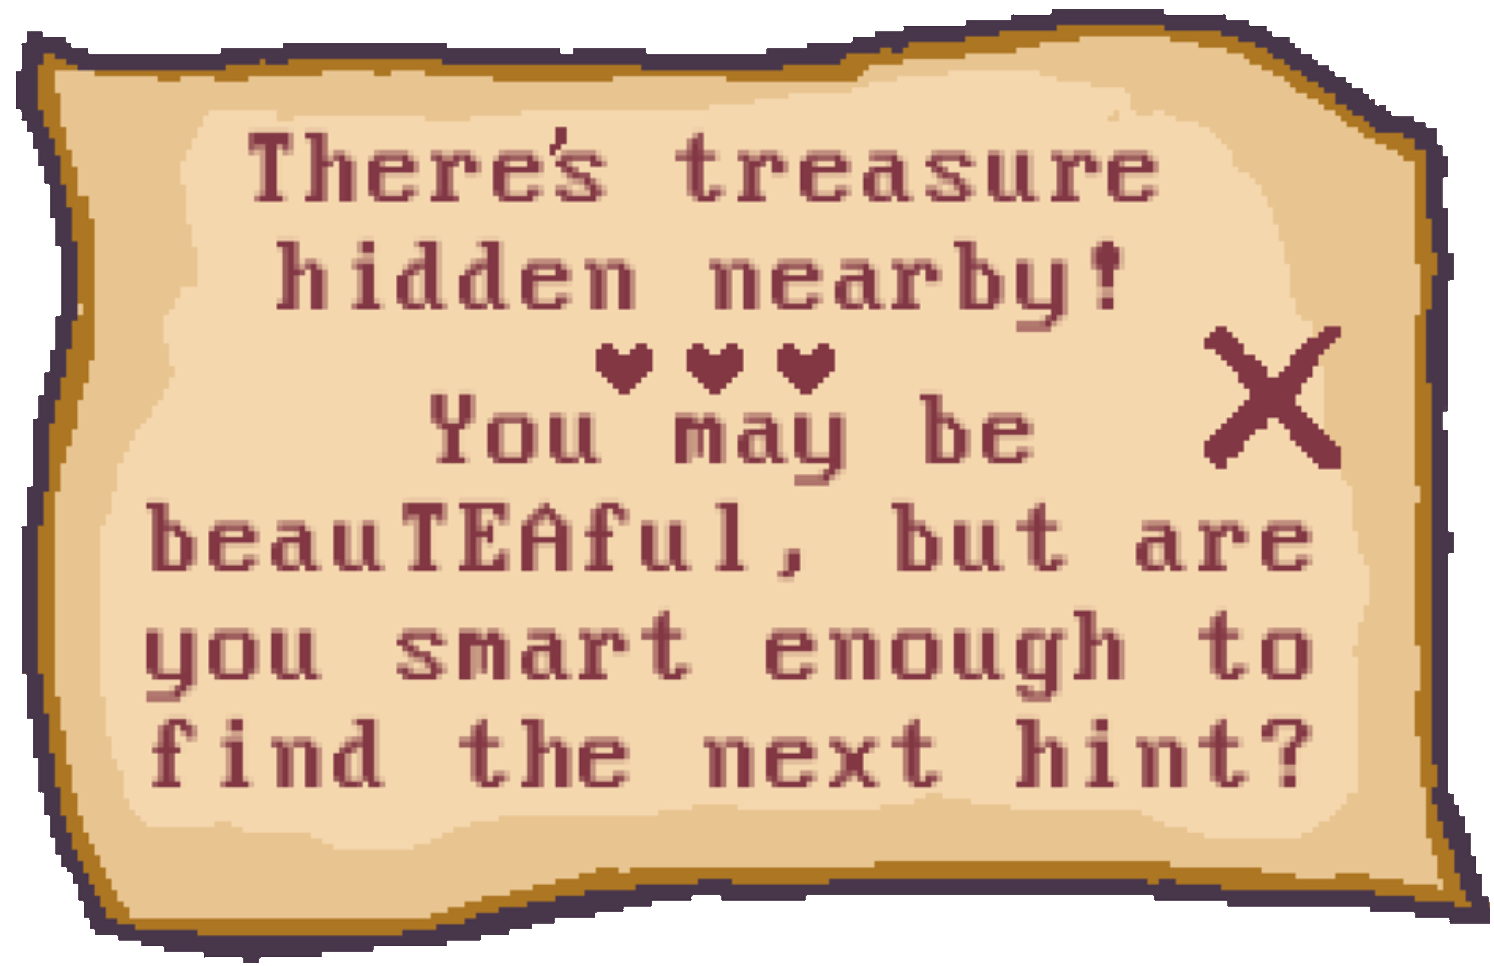 There's treasure
hidden nearby!
♥ ♥ ♥
You may be
beauTEAful, but are
you smart enough to
find the next hint?